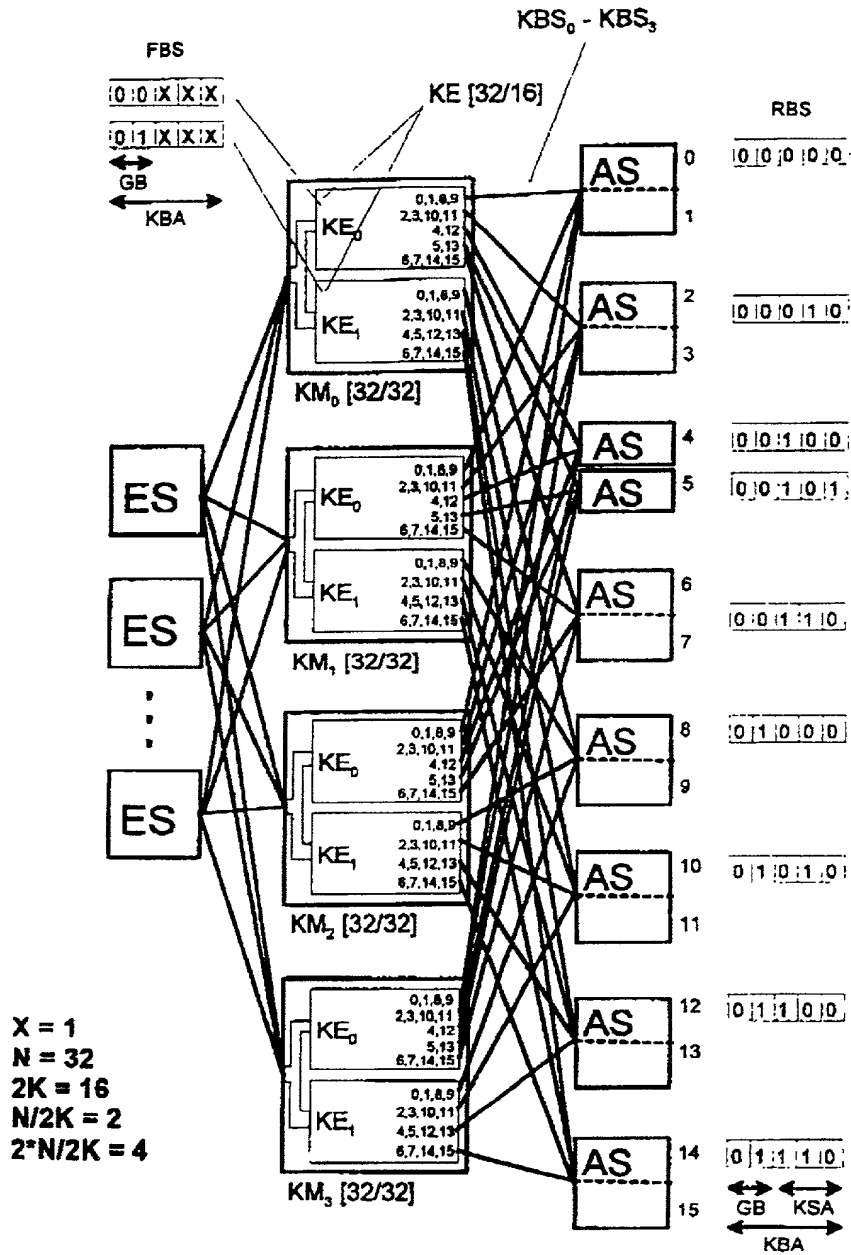 KBS0 - KBS3
FBS
0 0 X X X
0 1 X X X
GB
KBA
KE [32/16]
RBS
KE0
0,1,8,9
2,3,10,11
4,12
5,13
6,7,14,15
KE1
0,1,8,9
2,3,10,11
4,5,12,13
6,7,14,15
KM0 [32/32]
KE0
0,1,8,9
2,3,10,11
4,12
5,13
6,7,14,15
KE1
0,1,8,9
2,3,10,11
4,5,12,13
6,7,14,15
KM1 [32/32]
KE0
0,1,8,9
2,3,10,11
4,12
5,13
6,7,14,15
KE1
0,1,8,9
2,3,10,11
4,5,12,13
6,7,14,15
KM2 [32/32]
KE0
0,1,8,9
2,3,10,11
4,12
5,13
6,7,14,15
KE1
0,1,8,9
2,3,10,11
4,5,12,13
6,7,14,15
KM3 [32/32]
ES
ES
ES
AS 0
1
0 0 0 0 0
AS 2
3
0 0 0 1 0
AS 4
0 0 1 0 0
AS 5
0 0 1 0 1
AS 6
7
0 0 1 1 0
AS 8
9
0 1 0 0 0
AS 10
11
0 1 0 1 0
AS 12
13
0 1 1 0 0
AS 14
15
0 1 1 1 0
GB KSA
KBA
X = 1
N = 32
2K = 16
N/2K = 2
2*N/2K = 4